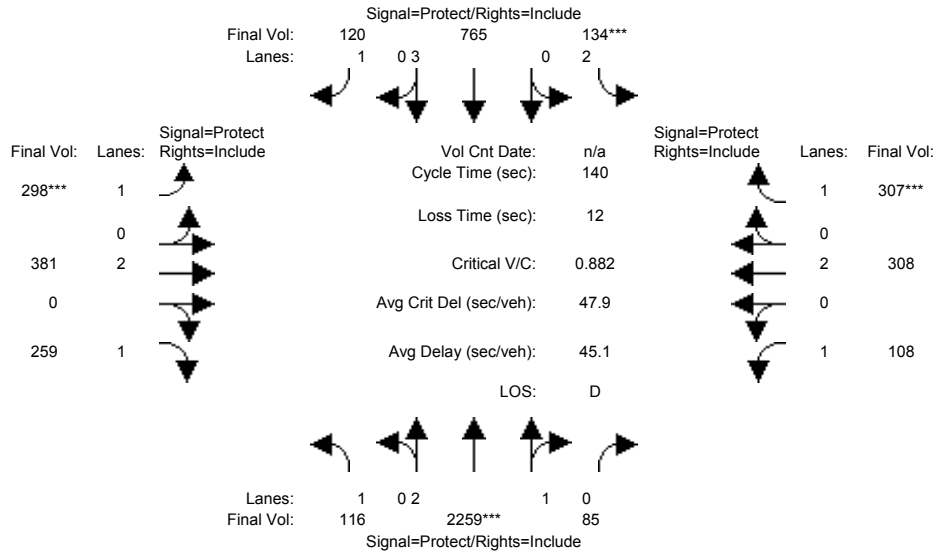 Signal=Protect/Rights=Include
Final Vol: 120 765 134***
Lanes: 1 0 3 0 2
Signal=Protect Signal=Protect
Final Vol: Lanes: Rights=Include Vol Cnt Date: n/a Rights=Include Lanes: Final Vol:
Cycle Time (sec): 140
298*** 1 1 307***
Loss Time (sec): 12
0 0
381 2 Critical V/C: 0.882 2 308
0 Avg Crit Del (sec/veh): 47.9 0
259 1 Avg Delay (sec/veh): 45.1 1 108
LOS: D
Lanes: 1 0 2 1 0
Final Vol: 116 2259*** 85
Signal=Protect/Rights=Include